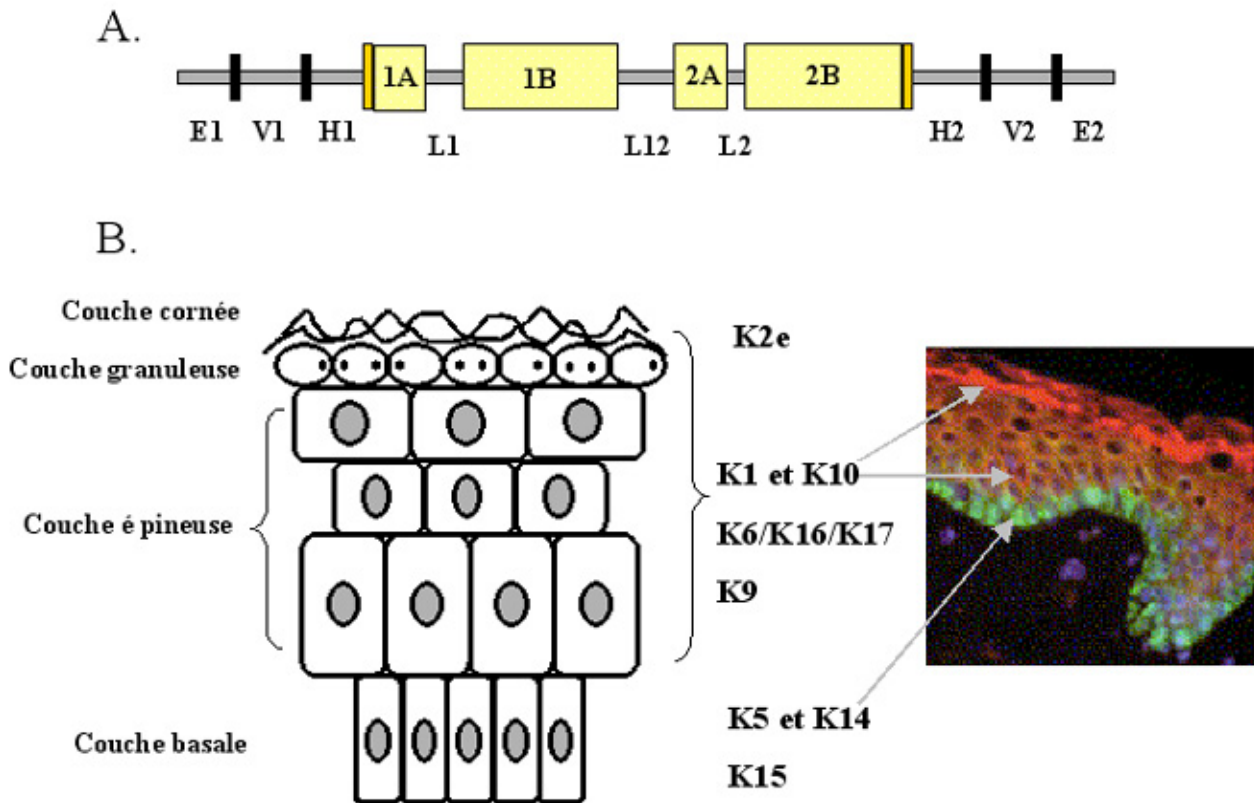 A.
1A 1B 2A 2B
E1 V1 H1 L1 L12 L2 H2 V2 E2
B.
Couche cornée
Couche granuleuse
Couche é pineuse
Couche basale
K2e
K1 et K10
K6/K16/K17
K9
K5 et K14
K15